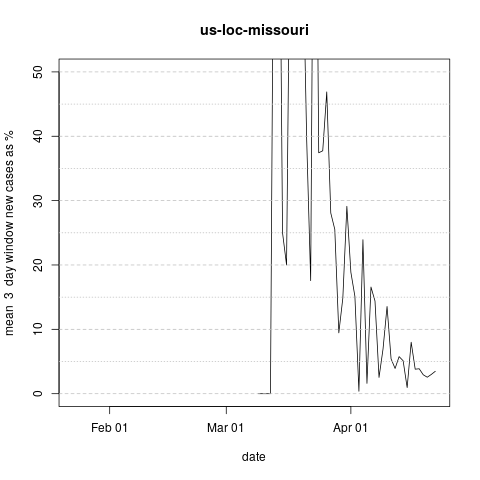 us-loc-missouri
mean  3  day window new cases as %
50
40
30
20
10
0
Feb 01
Mar 01
Apr 01
date